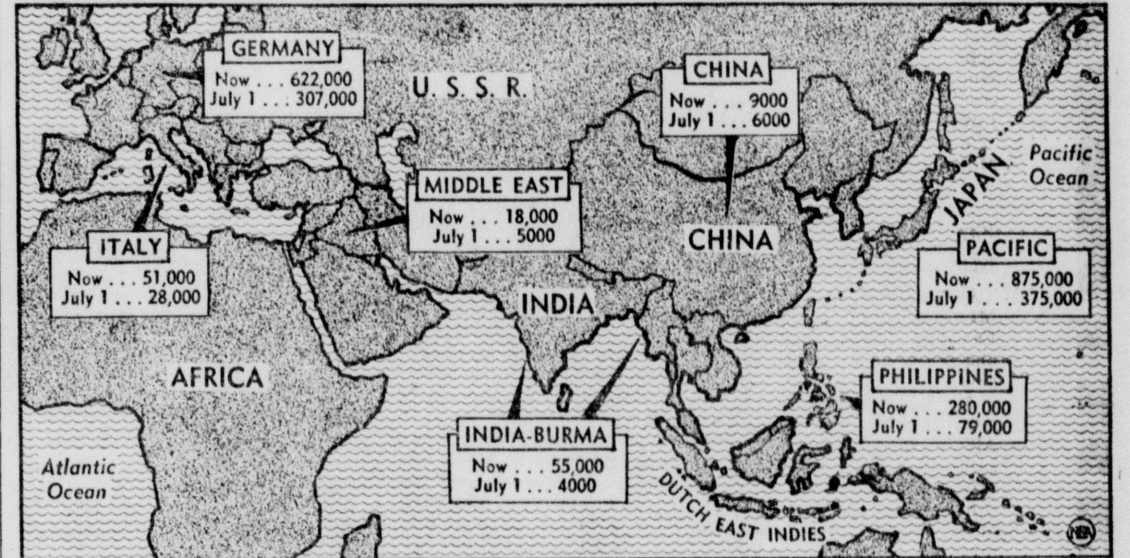 GERMANY
Now ... 622,000
July 1 ... 307,000
U. S. S. R.
CHINA
Now ... 9000
July 1 ... 6000
Pacific
Ocean
JAPAN
MIDDLE EAST
Now ... 18,000
July 1 ... 5000
CHINA
ITALY
Now ... 51,000
July 1 ... 28,000
PACIFIC
Now ... 875,000
July 1 ... 375,000
INDIA
AFRICA
PHILIPPINES
Now ... 280,000
July 1 ... 79,000
INDIA-BURMA
Now ... 55,000
July 1 ... 4000
Atlantic
Ocean
DUTCH EAST INDIES
NEA